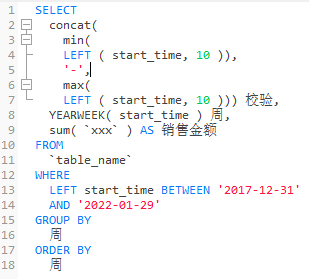 1 SELECT
2 concat(
3 min(
4 LEFT ( start_time, 10 )),
5 '-',
6 max(
7 LEFT ( start_time, 10 ))) 校验,
8 YEARWEEK( start_time ) 周,
9 sum( `xxx` ) AS 销售金额
10 FROM
11 `table_name`
12 WHERE
13 LEFT start_time BETWEEN '2017-12-31'
14 AND '2022-01-29'
15 GROUP BY
16 周
17 ORDER BY
18 周